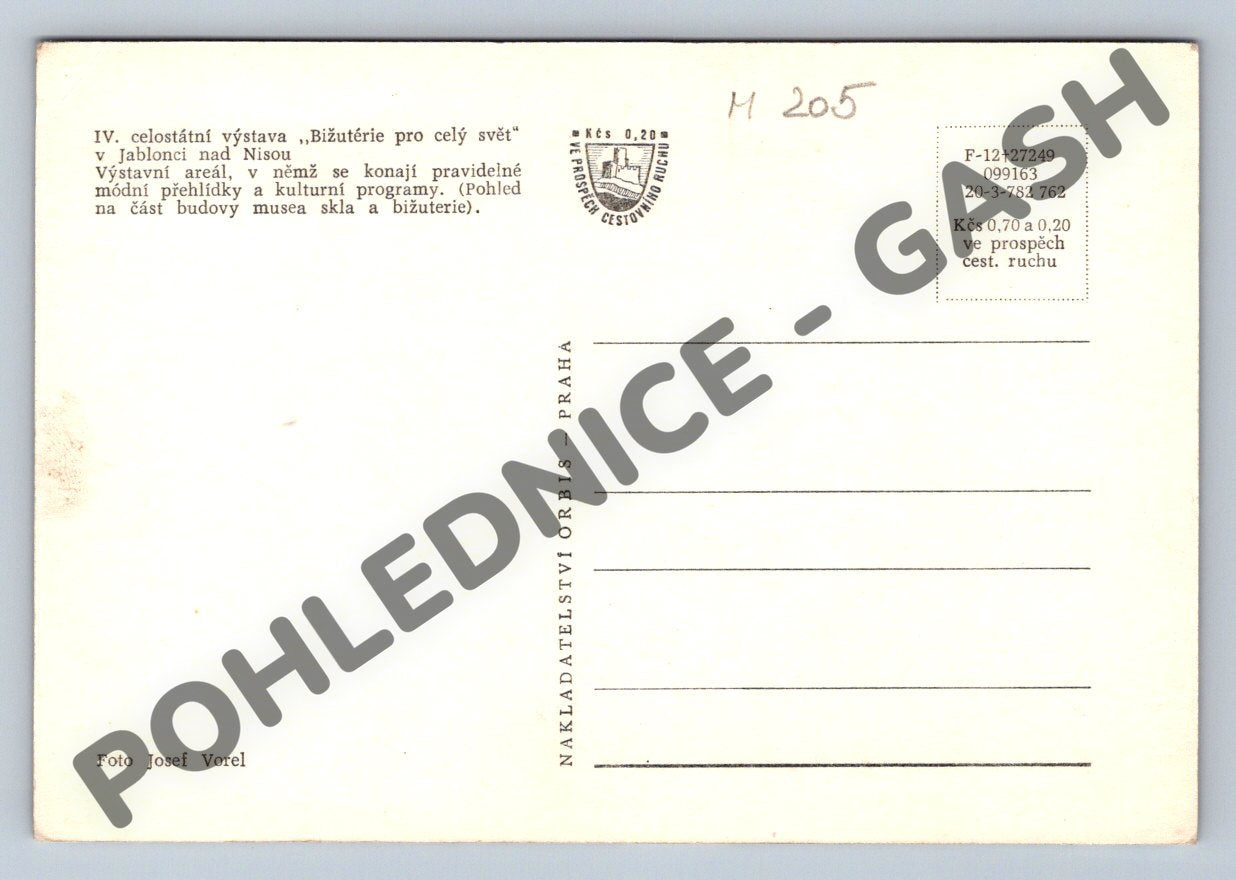 IV. celostátní výstava „Bižutérie pro celý svět"
v Jablonci nad Nisou
Výstavní areál, v němž se konají pravidelné
módní přehlídky a kulturní programy. (Pohled
na část budovy musea skla a bižuterie).
Kčs 0,20
VE PROSPĚCH CESTOVNÍHO RUCHU
M 205
F-12†27249
099163
20-3-782 762
Kčs 0,70 a 0,20
ve prospěch
cest. ruchu
NAKLADATELSTVÍ ORBIS — PRAHA
Foto Josef Vorel
POHLEDNICE - GASH